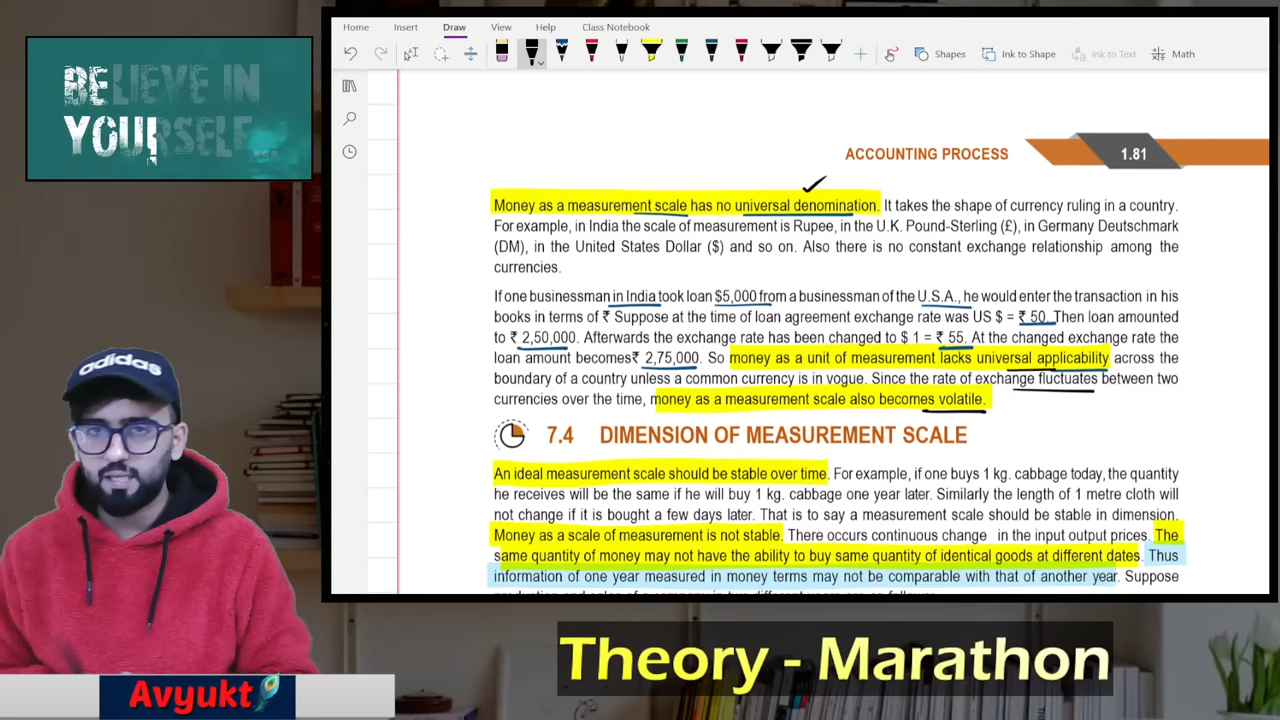 BELIEVE IN
YOURSELF...
Home Insert Draw View Help Class Notebook
Shapes Ink to Shape Ink to Text Math
ACCOUNTING PROCESS 1.81
Money as a measurement scale has no universal denomination. It takes the shape of currency ruling in a country.
For example, in India the scale of measurement is Rupee, in the U.K. Pound-Sterling (£), in Germany Deutschmark
(DM), in the United States Dollar ($) and so on. Also there is no constant exchange relationship among the
currencies.
If one businessman in India took loan $5,000 from a businessman of the U.S.A., he would enter the transaction in his
books in terms of ₹ Suppose at the time of loan agreement exchange rate was US $ = ₹ 50. Then loan amounted
to ₹ 2,50,000. Afterwards the exchange rate has been changed to $ 1 = ₹ 55. At the changed exchange rate the
loan amount becomes₹ 2,75,000. So money as a unit of measurement lacks universal applicability across the
boundary of a country unless a common currency is in vogue. Since the rate of exchange fluctuates between two
currencies over the time, money as a measurement scale also becomes volatile.
7.4 DIMENSION OF MEASUREMENT SCALE
An ideal measurement scale should be stable over time. For example, if one buys 1 kg. cabbage today, the quantity
he receives will be the same if he will buy 1 kg. cabbage one year later. Similarly the length of 1 metre cloth will
not change if it is bought a few days later. That is to say a measurement scale should be stable in dimension.
Money as a scale of measurement is not stable. There occurs continuous change in the input output prices. The
same quantity of money may not have the ability to buy same quantity of identical goods at different dates. Thus
information of one year measured in money terms may not be comparable with that of another year. Suppose
adidas
Theory - Marathon
Avyukt